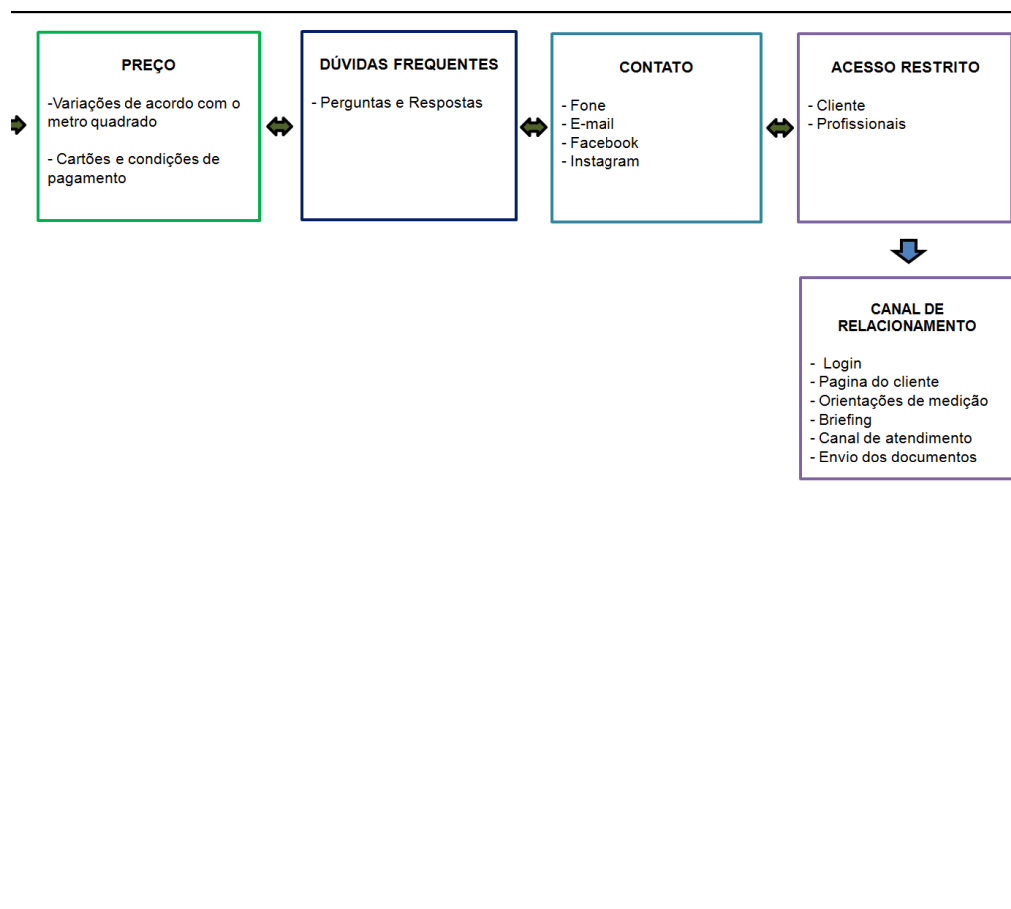 PREÇO
-Variações de acordo com o
metro quadrado
- Cartões e condições de
pagamento
DÚVIDAS FREQUENTES
- Perguntas e Respostas
CONTATO
- Fone
- E-mail
- Facebook
- Instagram
ACESSO RESTRITO
- Cliente
- Profissionais
CANAL DE
RELACIONAMENTO
- Login
- Pagina do cliente
- Orientações de medição
- Briefing
- Canal de atendimento
- Envio dos documentos